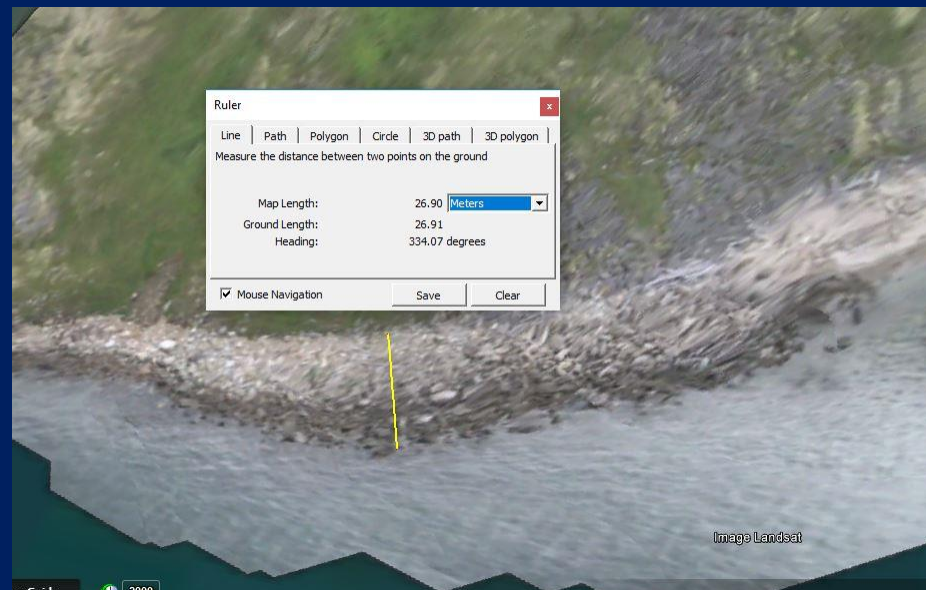 Ruler
x
Line Path Polygon Circle 3D path 3D polygon
Measure the distance between two points on the ground
Map Length: 26.90 Meters
Ground Length: 26.91
Heading: 334.07 degrees
Mouse Navigation Save Clear
Image Landsat